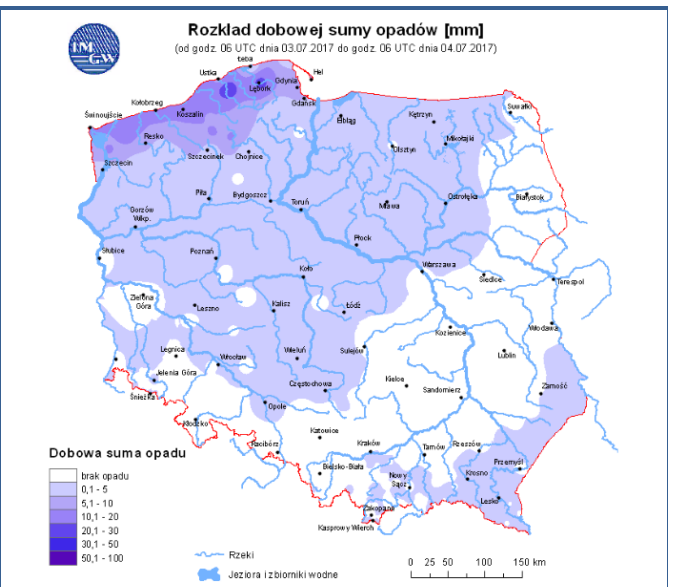 Rozkład dobowej sumy opadów [mm]
(od godz. 06 UTC dnia 03.07.2017 do godz. 06 UTC dnia 04.07.2017)
IM
GW
Łeba
Ustka
Hel
Lębork
Gdynia
Gdańsk
Kołobrzeg
Koszalin
Świnoujście
Elbląg
Kętrzyn
Suwałki
Resko
Mikołajki
Olsztyn
Szczecinek
Chojnice
Szczecin
Piła
Bydgoszcz
Toruń
Mława
Ostrołęka
Białystok
Gorzów
Wlkp.
Płock
Słubice
Poznań
Koło
Warszawa
Siedlce
Terespol
Zielona
Góra
Leszno
Kalisz
Łódź
Kozienice
Włodawa
Legnica
Wrocław
Wieluń
Sulejów
Lublin
Jelenia Góra
Śnieżka
Częstochowa
Kielce
Sandomierz
Zamość
Opole
Kłodzko
Katowice
Racibórz
Kraków
Tarnów
Rzeszów
Przemyśl
Bielsko-Biała
Nowy
Sącz
Krosno
Lesko
Zakopane
Kasprowy Wierch
Dobowa suma opadu
brak opadu
0,1 - 5
5,1 - 10
10,1 - 20
20,1 - 30
30,1 - 50
50,1 - 100
Rzeki
Jeziora i zbiorniki wodne
0 25 50 100 150 km